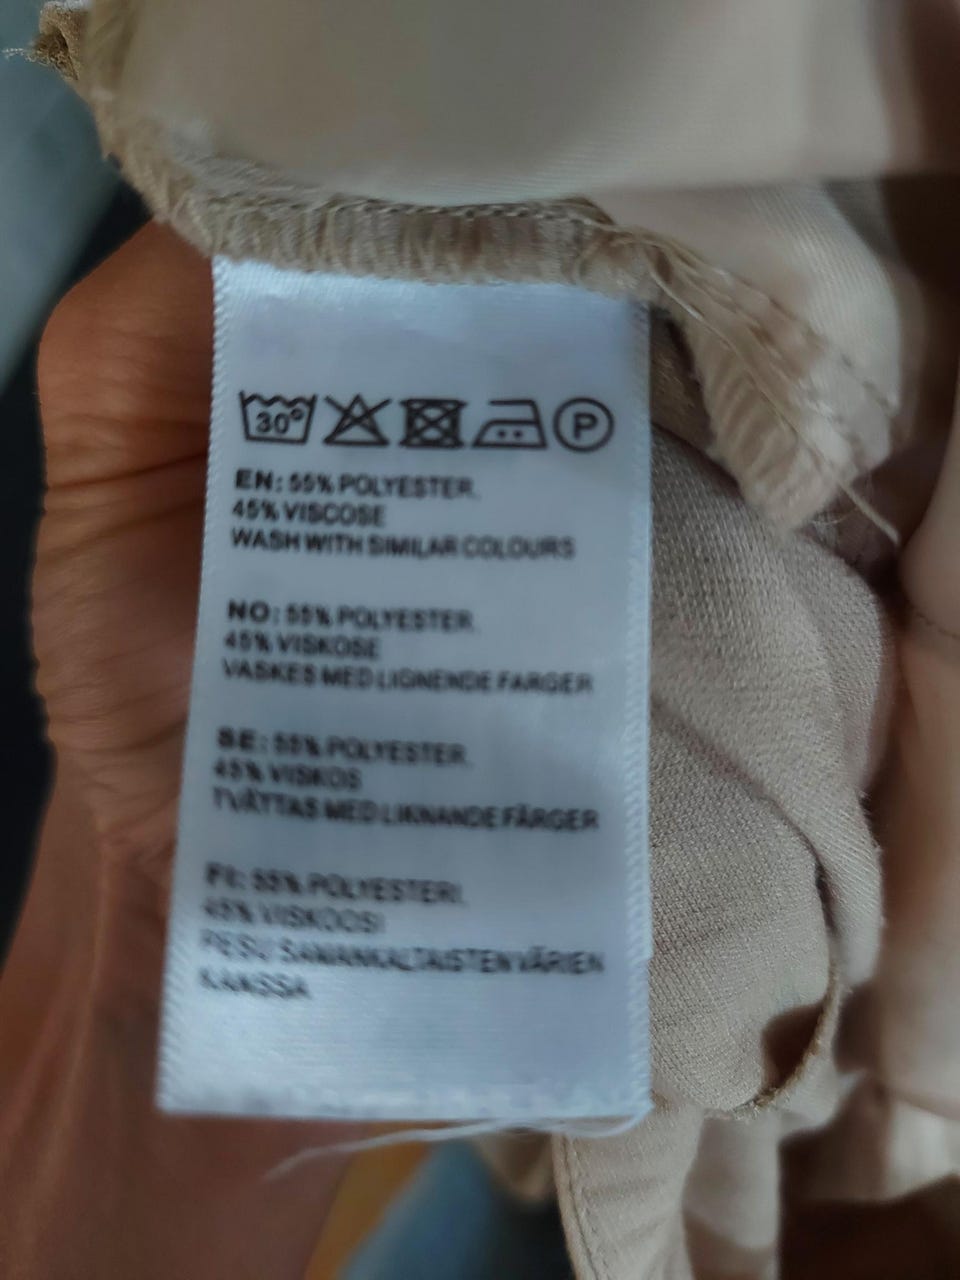 30°
P
EN: 55% POLYESTER,
45% VISCOSE
WASH WITH SIMILAR COLOURS
NO: 55% POLYESTER,
45% VISKOSE
VASKES MED LIGNENDE FARGER
SE: 55% POLYESTER,
45% VISKOS
TVÄTTAS MED LIKNANDE FÄRGER
FI: 55% POLYESTERI,
45% VISKOOSI
PESU SAMANKALTAISTEN VÄRIEN
KANSSA